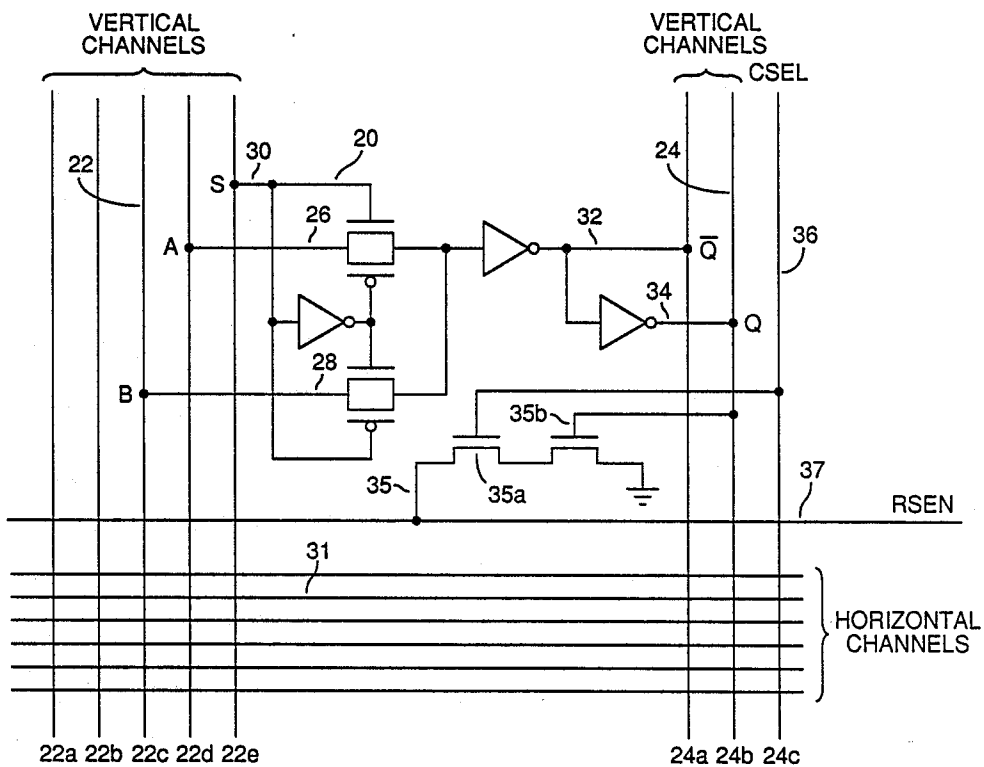 VERTICAL
CHANNELS
VERTICAL
CHANNELS
CSEL
22
30
20
24
S
26
32
Q̅
36
A
34
Q
28
B
35b
35
35a
37
RSEN
31
HORIZONTAL
CHANNELS
22a 22b 22c 22d 22e 24a 24b 24c